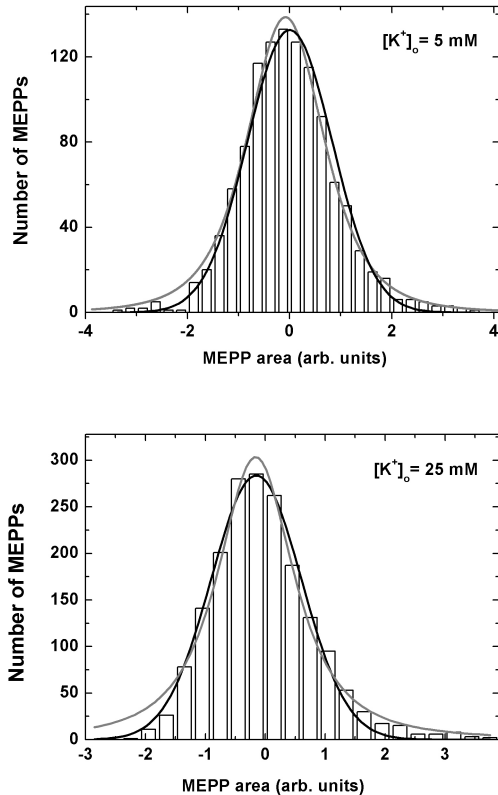 [K⁺]ₒ= 5 mM
120
80
40
0
Number of MEPPs
-4 -2 0 2 4
MEPP area (arb. units)
[K⁺]ₒ= 25 mM
300
250
200
150
100
50
0
Number of MEPPs
-3 -2 -1 0 1 2 3
MEPP area (arb. units)